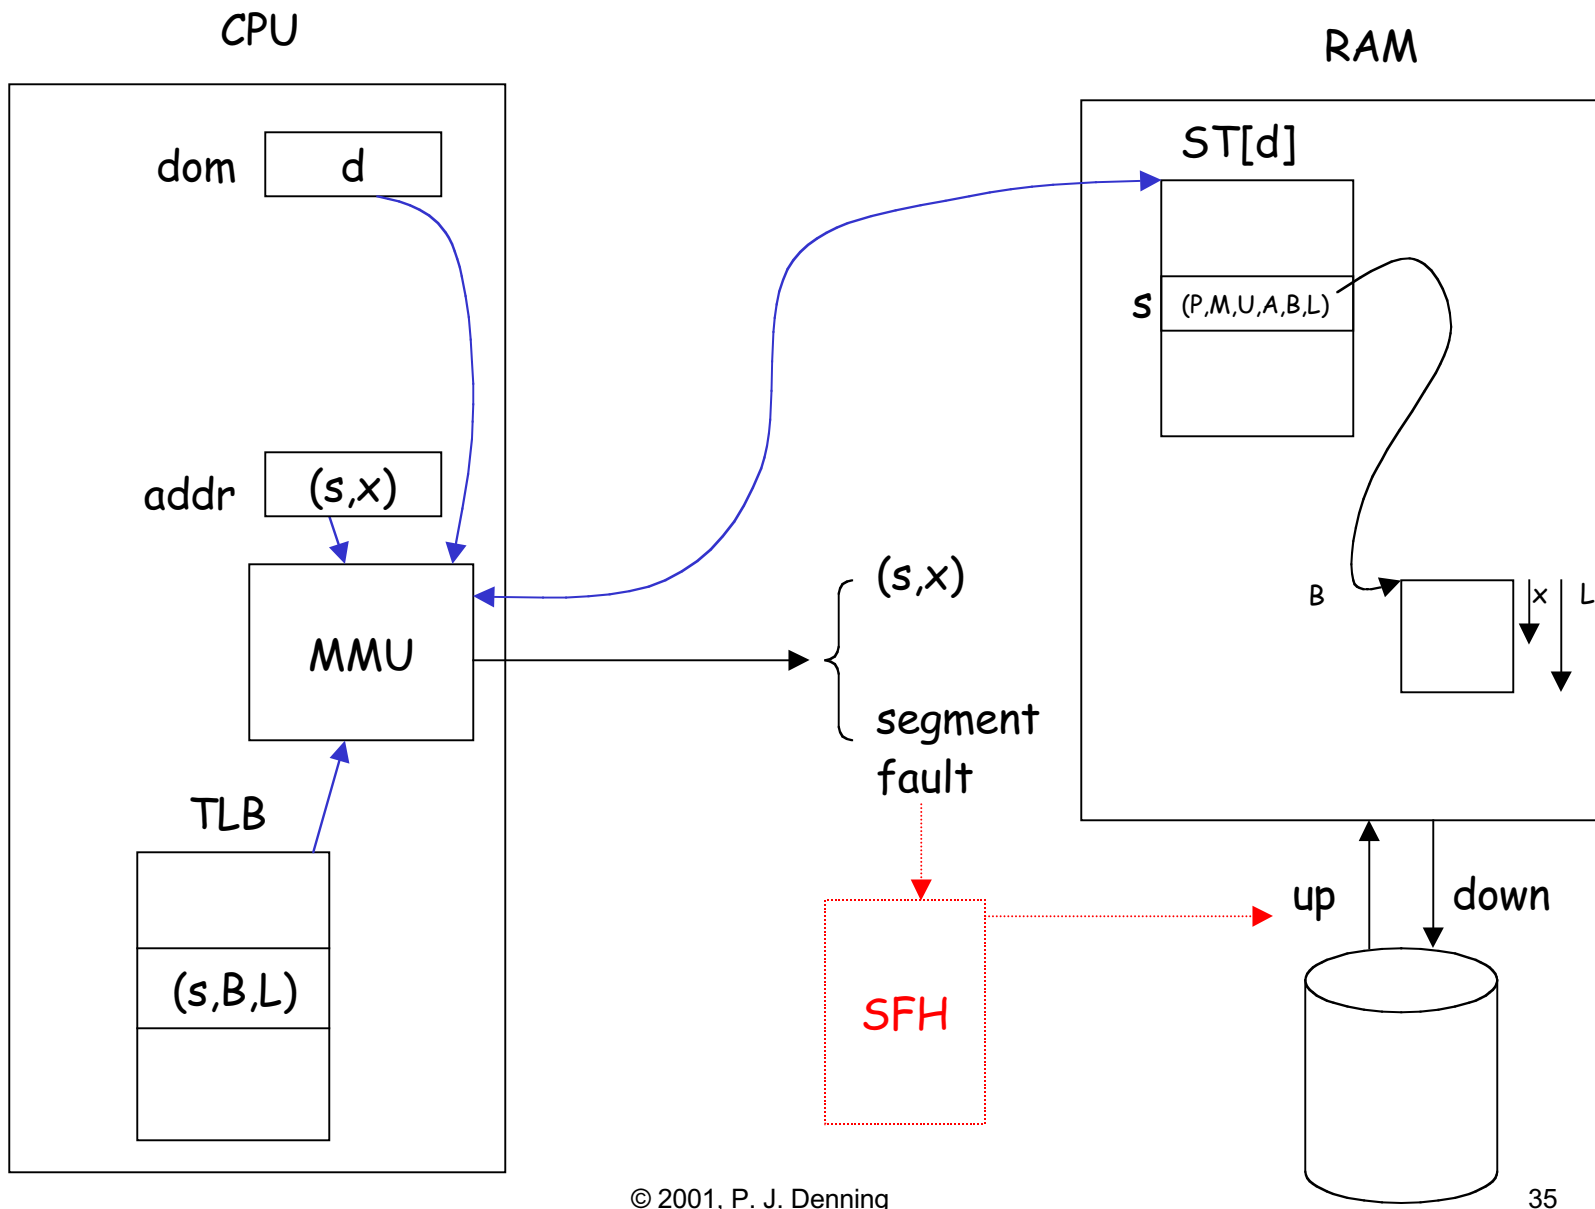 CPU
RAM
dom
d
ST[d]
s
(P,M,U,A,B,L)
addr
(s,x)
MMU
(s,x)
segment
fault
B
x
L
TLB
(s,B,L)
SFH
up
down
© 2001, P. J. Denning
35